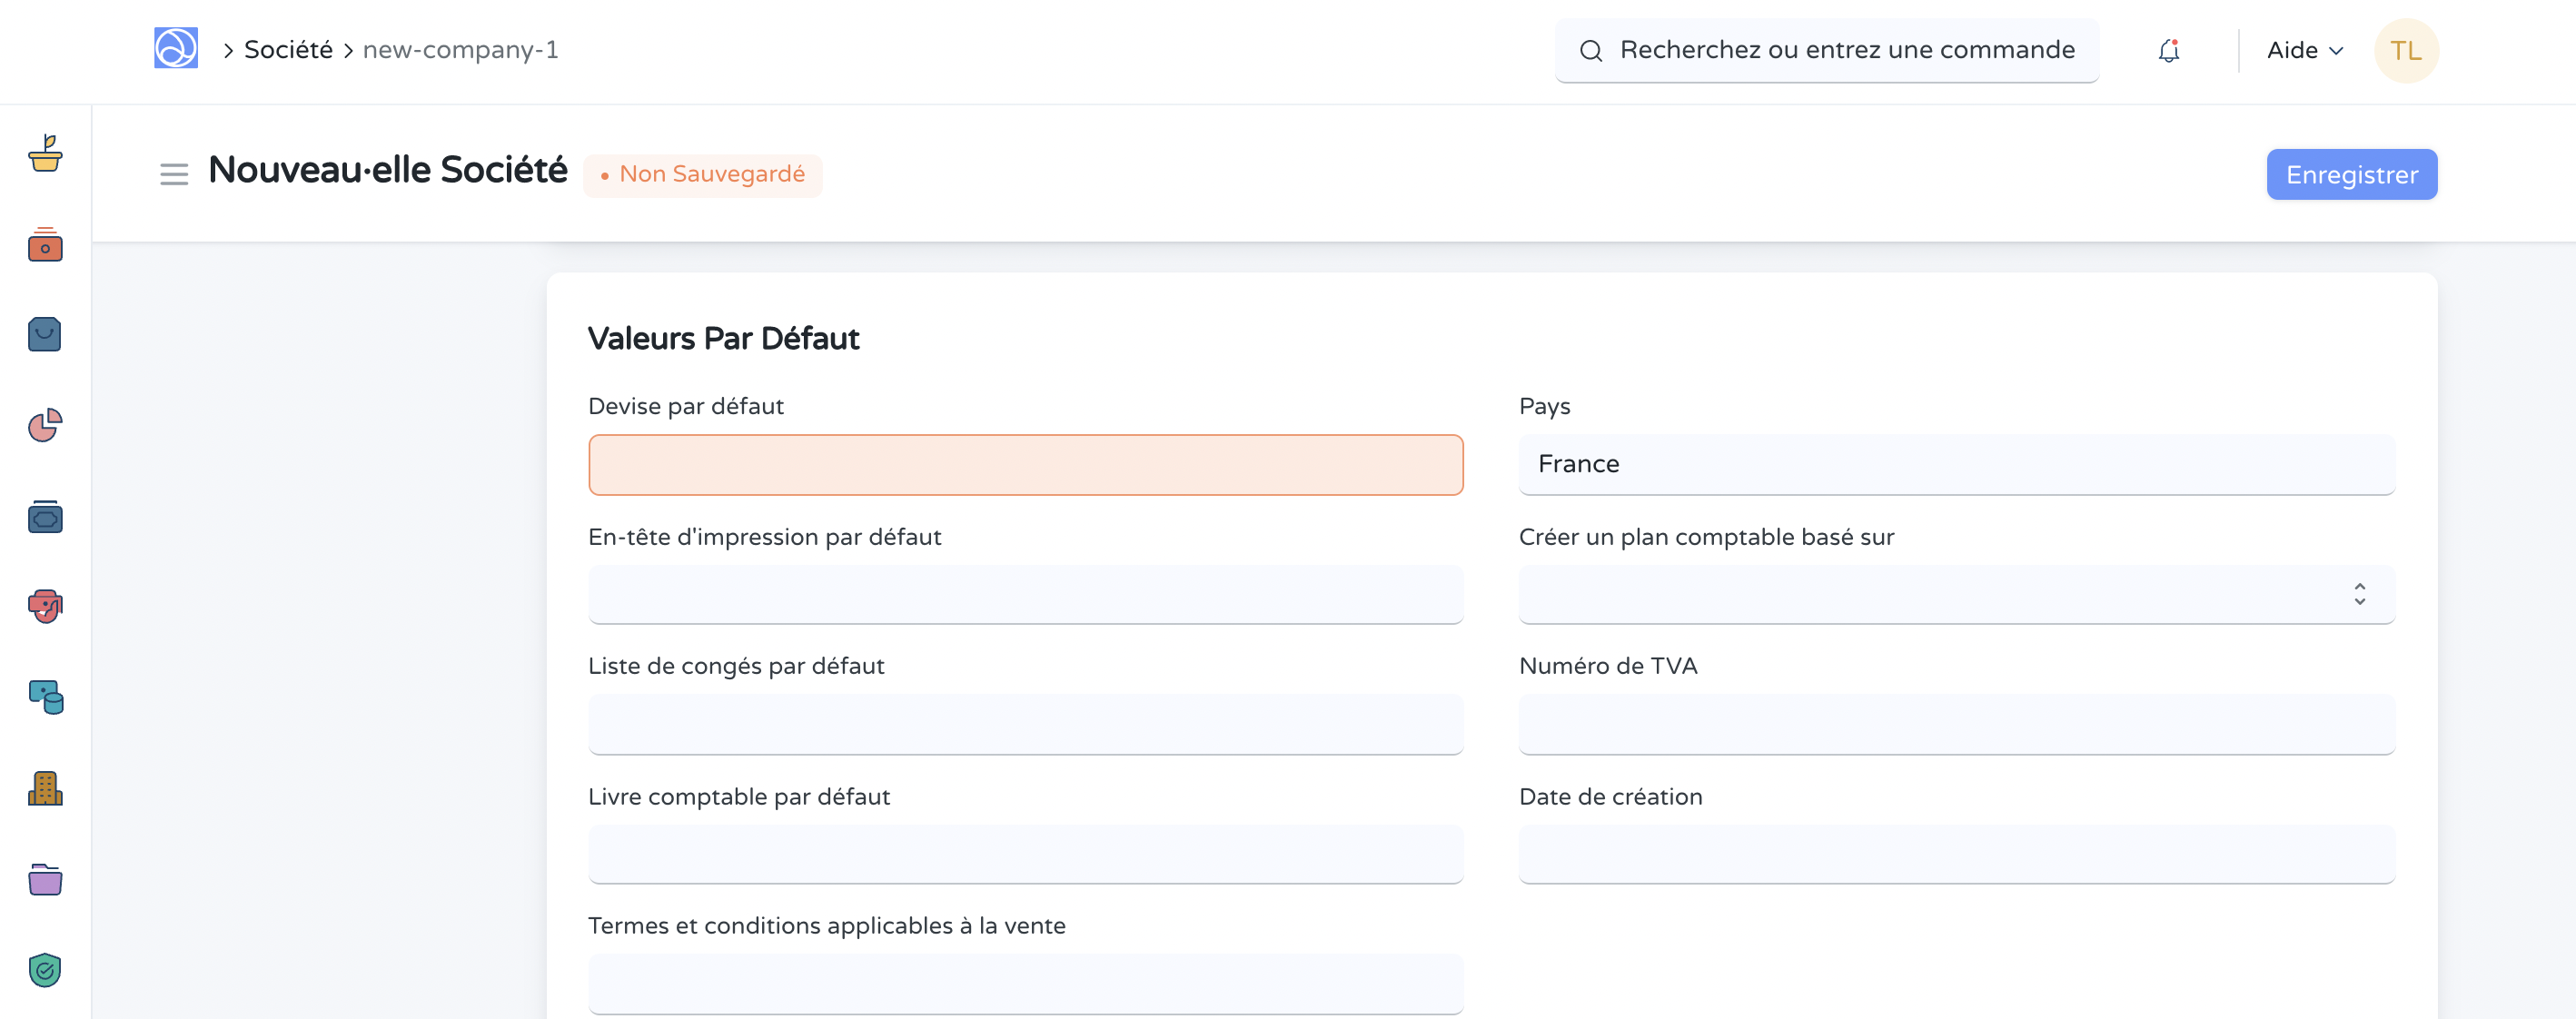 Société new-company-1
Recherchez ou entrez une commande
Aide
TL
Nouveau·elle Société
Non Sauvegardé
Enregistrer
Valeurs Par Défaut
Devise par défaut
Pays
France
En-tête d'impression par défaut
Créer un plan comptable basé sur
Liste de congés par défaut
Numéro de TVA
Livre comptable par défaut
Date de création
Termes et conditions applicables à la vente